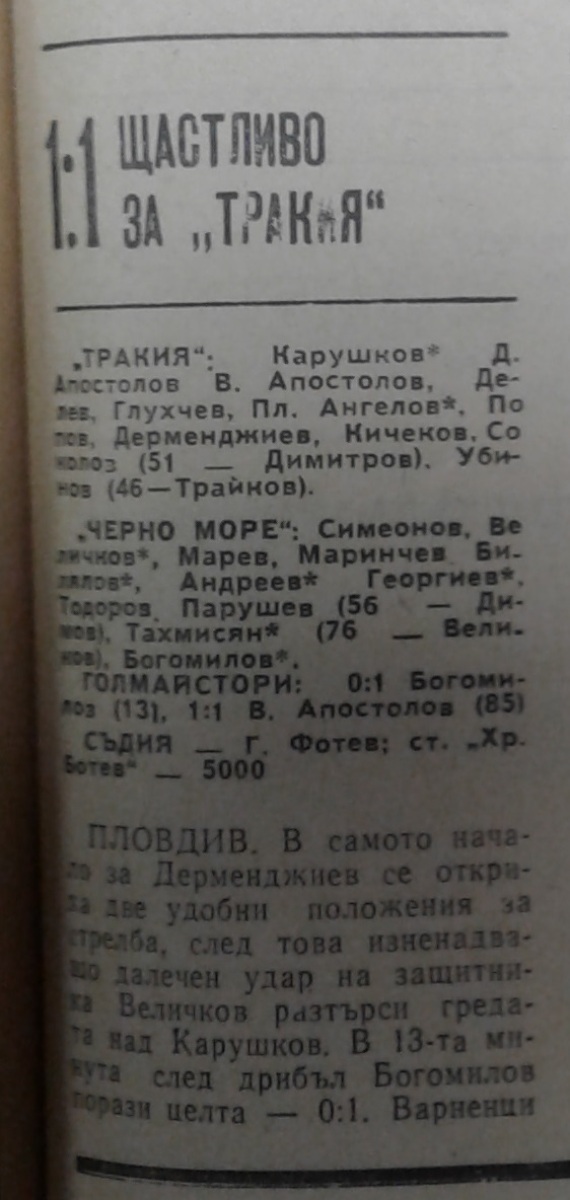 1:1 ЩАСТЛИВО
ЗА „ТРАКИЯ“
„ТРАКИЯ“: Карушков* Д.
Апостолов В. Апостолов, Де-
лев, Глухчев, Пл. Ангелов*, По
пов, Дерменджиев, Кичеков, Со
колоз (51 — Димитров), Уби-
нов (46—Трайков).
„ЧЕРНО МОРЕ“: Симеонов, Ве
личков*, Марев, Маринчев Би-
лялов*, Андреев* Георгиев*,
Тодоров, Парушев (56 — Ди-
мов), Тахмисян* (76 — Вели-
ков), Богомилов*.
ГОЛМАЙСТОРИ: 0:1 Богоми-
лоз (13), 1:1 В. Апостолов (85)
СЪДИЯ — Г. Фотев; ст. „Хр.
Ботев“ — 5000
ПЛОВДИВ. В самото нача-
ло за Дерменджиев се откри-
ха две удобни положения за
стрелба, след това изненадва-
що далечен удар на защитни-
ка Величков разтърси греда-
та над Карушков. В 13-та ми-
нута след дрибъл Богомилов
порази целта — 0:1. Варненци